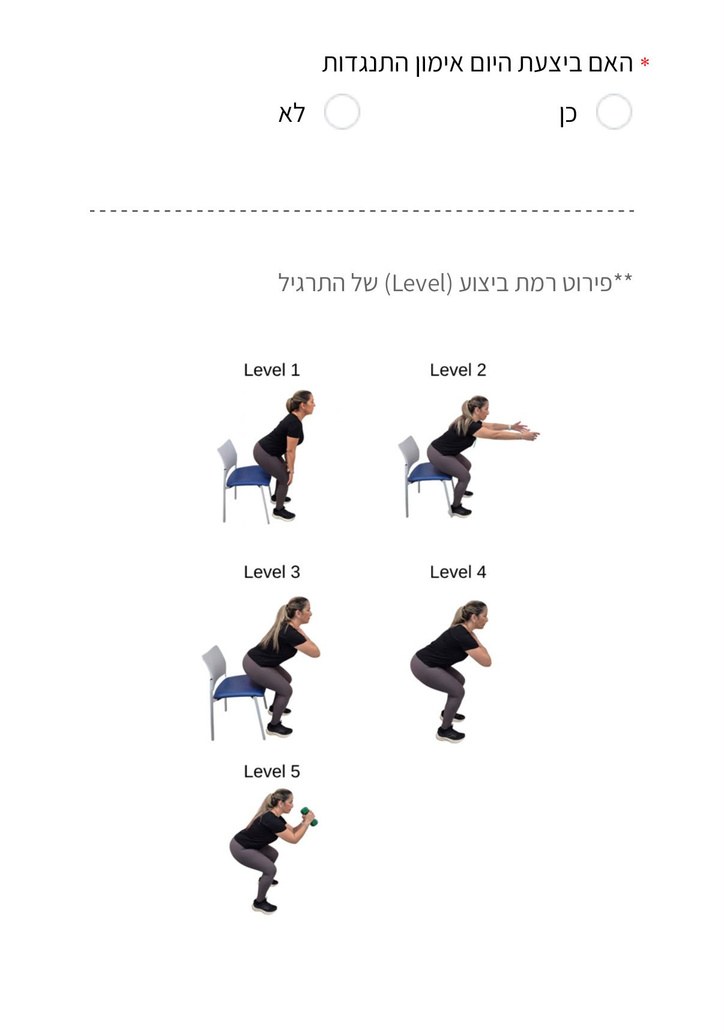 * האם ביצעת היום אימון התנגדות
כן
לא
**פירוט רמת ביצוע (Level) של התרגיל
Level 1
Level 2
Level 3
Level 4
Level 5